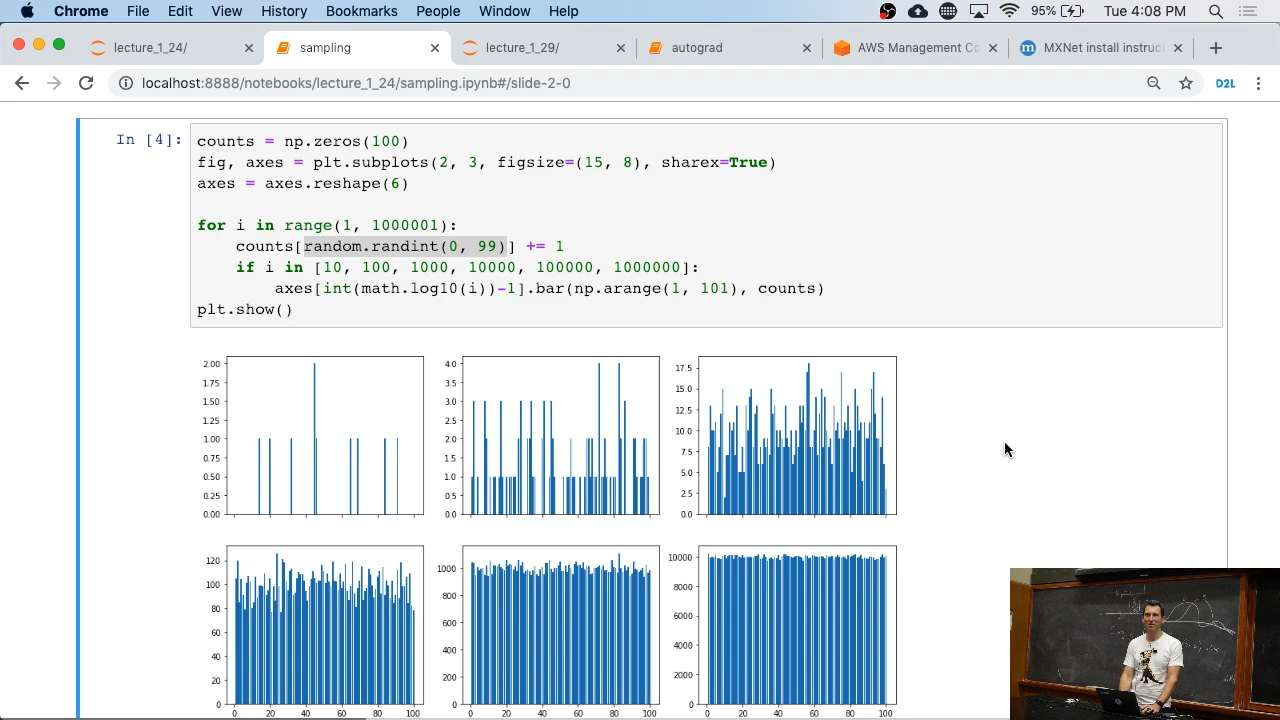 Chrome File Edit View History Bookmarks People Window Help 95% Tue 4:08 PM
lecture_1_24/ sampling lecture_1_29/ autograd AWS Management Co MXNet install instruct
localhost:8888/notebooks/lecture_1_24/sampling.ipynb#/slide-2-0 D2L
In [4]: counts = np.zeros(100)
fig, axes = plt.subplots(2, 3, figsize=(15, 8), sharex=True)
axes = axes.reshape(6)
for i in range(1, 1000001):
counts[random.randint(0, 99)] += 1
if i in [10, 100, 1000, 10000, 100000, 1000000]:
axes[int(math.log10(i))-1].bar(np.arange(1, 101), counts)
plt.show()
2.00 1.75 1.50 1.25 1.00 0.75 0.50 0.25 0.00
4.0 3.5 3.0 2.5 2.0 1.5 1.0 0.5 0.0
17.5 15.0 12.5 10.0 7.5 5.0 2.5 0.0
120 100 80 60 40 20 0
0 20 40 60 80 100
1000 800 600 400 200 0
0 20 40 60 80 100
10000 8000 6000 4000 2000 0
0 20 40 60 80 100